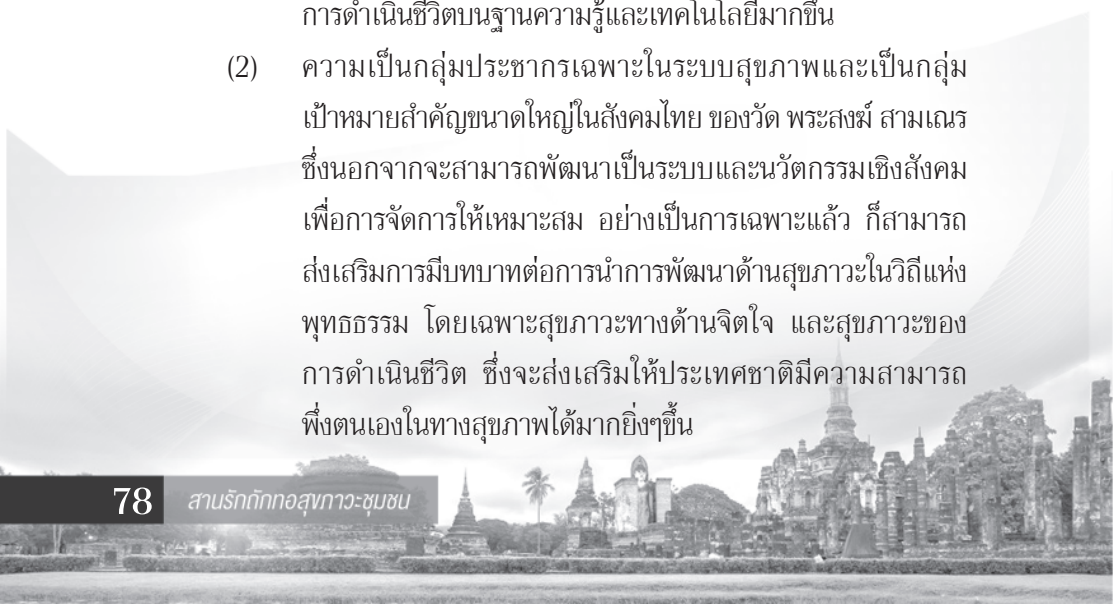 การดำเนินชีวิตบนฐานความรู้และเทคโนโลยีมากขึ้น
(2) ความเป็นกลุ่มประชากรเฉพาะในระบบสุขภาพและเป็นกลุ่ม
เป้าหมายสำคัญขนาดใหญ่ในสังคมไทย ของวัด พระสงฆ์ สามเณร
ซึ่งนอกจากจะสามารถพัฒนาเป็นระบบและนวัตกรรมเชิงสังคม
เพื่อการจัดการให้เหมาะสม อย่างเป็นการเฉพาะแล้ว ก็สามารถ
ส่งเสริมการมีบทบาทต่อการนำการพัฒนาด้านสุขภาวะในวิถีแห่ง
พุทธธรรม โดยเฉพาะสุขภาวะทางด้านจิตใจ และสุขภาวะของ
การดำเนินชีวิต ซึ่งจะส่งเสริมให้ประเทศชาติมีความสามารถ
พึ่งตนเองในทางสุขภาพได้มากยิ่งๆขึ้น
78 สานรักถักทอสุขภาวะชุมชน